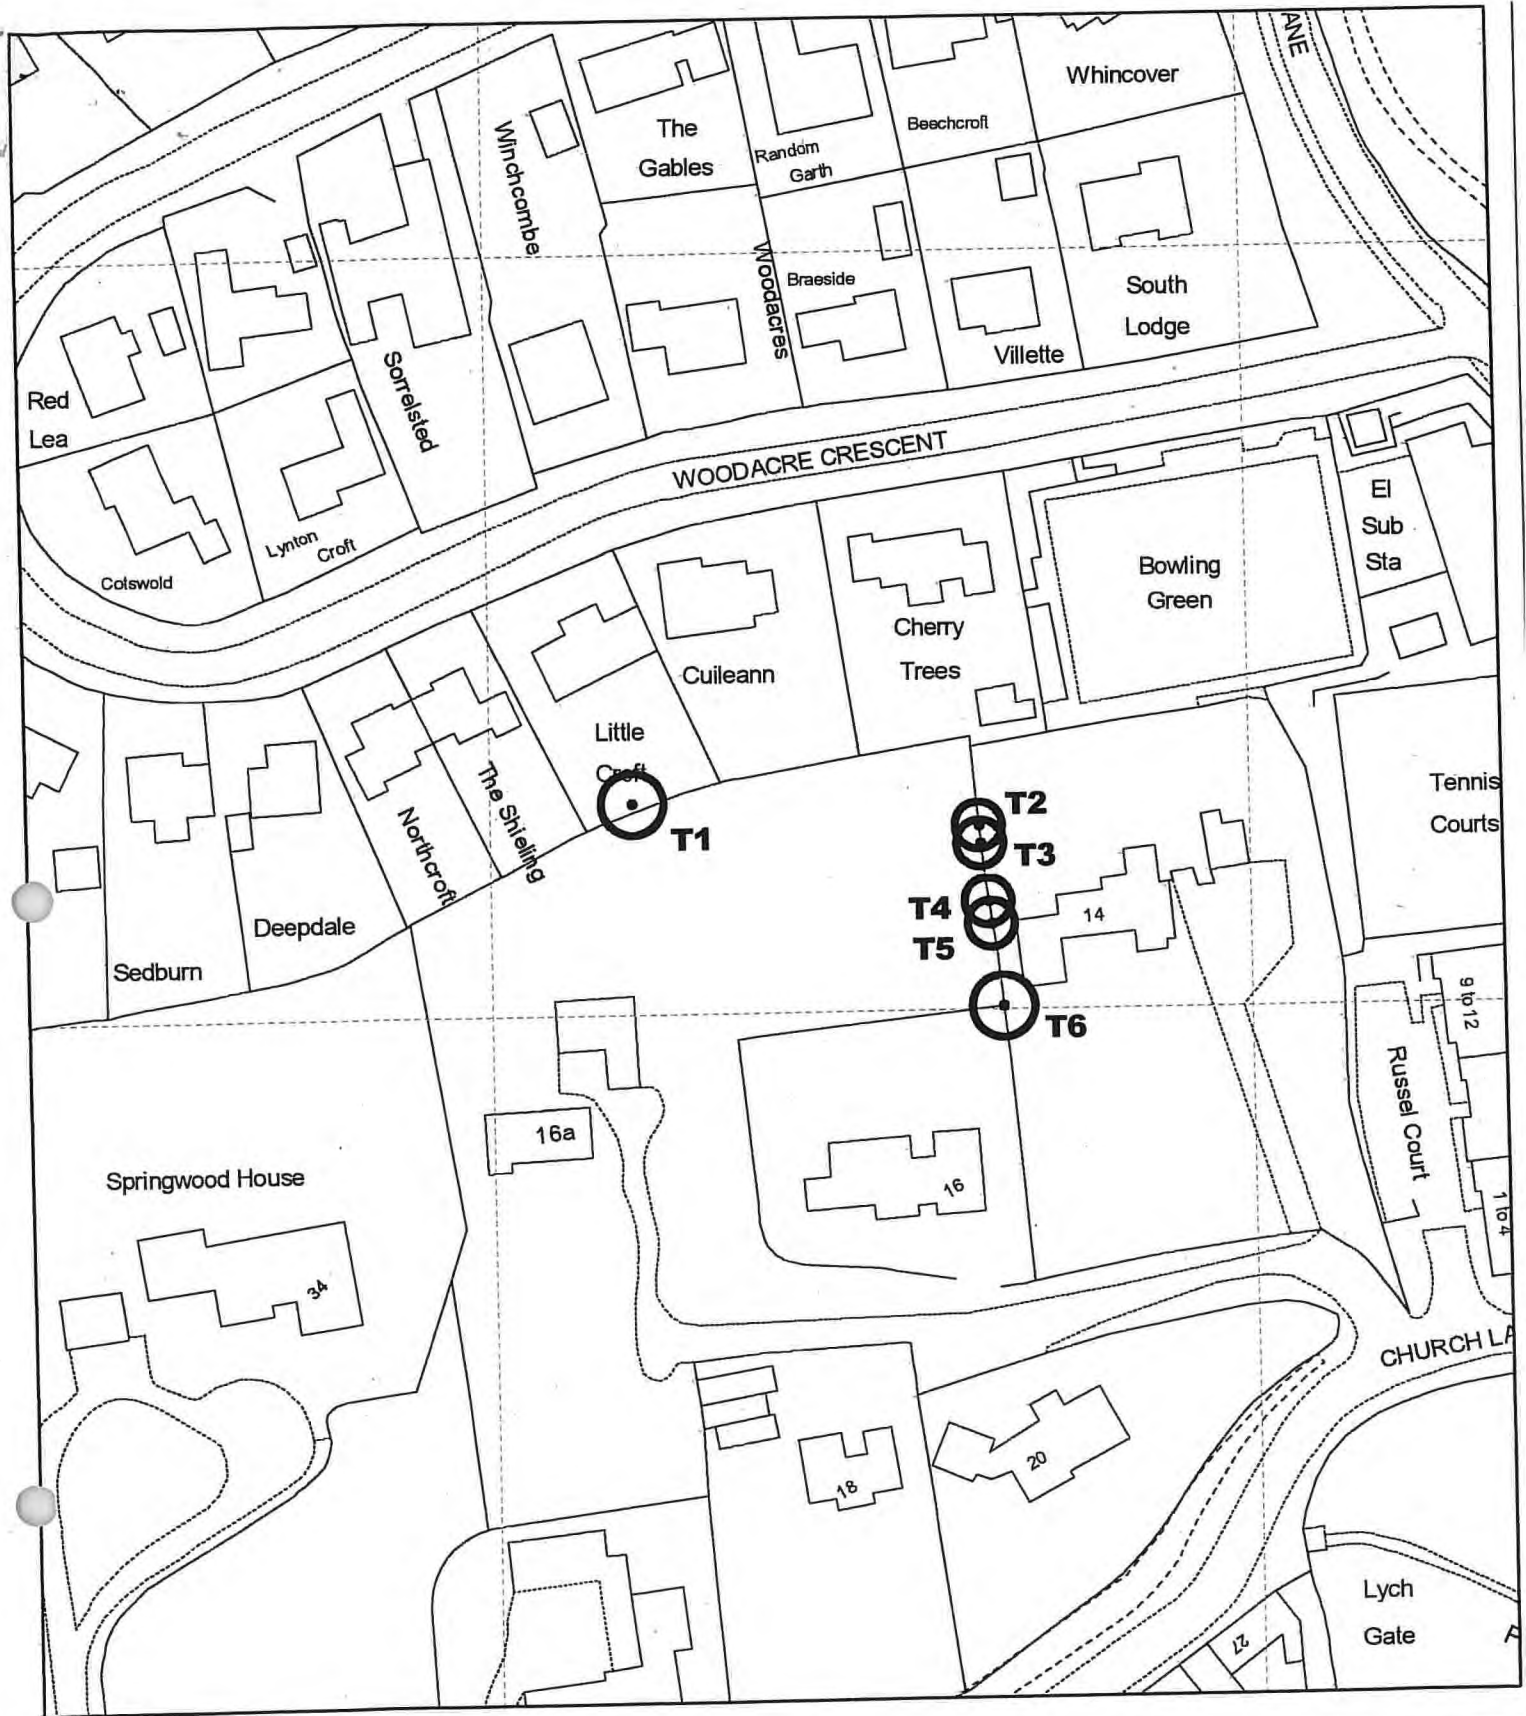 ANE
Whincover
Beechcroft
The
Gables
Random
Garth
Winchcombe
Woodacres
Braeside
South
Lodge
Villette
Red
Lea
Sorrelsted
WOODACRE CRESCENT
Lynton
Croft
Cotswold
El
Sub
Sta
Bowling
Green
Cherry
Trees
Cuileann
Little
Croft
The Shieling
Northcroft
T1
T2
T3
T4
T5
T6
14
Tennis
Courts
Deepdale
Sedburn
9 to 12
Russel Court
1 to 4
16a
16
Springwood House
34
CHURCH LA
18
20
27
Lych
Gate